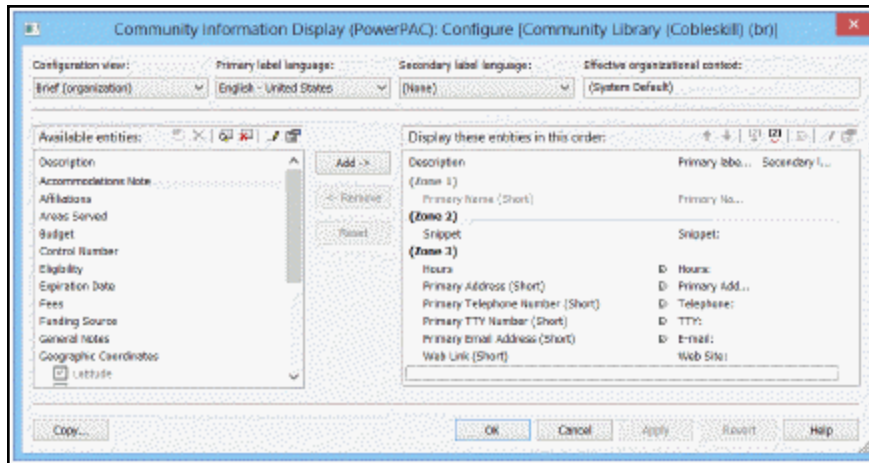 Community Information Display (PowerPAC): Configure [Community Library (Cobleskill) (br)]
Configuration view: Primary label language: Secondary label language: Effective organizational context:
Brief (organization) English - United States (None) (System Default)
Available entities: Display these entities in this order:
Description Add -> Description Primary labe... Secondary l...
Accommodations Note (Zone 1)
Affiliations <- Remove Primary Name (Short) Primary Na...
Areas Served (Zone 2)
Budget Reset Snippet Snippet:
Control Number (Zone 3)
Eligibility Hours Hours:
Expiration Date Primary Address (Short) Primary Add...
Fees Primary Telephone Number (Short) Telephone:
Funding Source Primary TTY Number (Short) TTY:
General Notes Primary Email Address (Short) E-mail:
Geographic Coordinates Web Link (Short) Web Site:
Latitude
Copy... OK Cancel Apply Revert Help